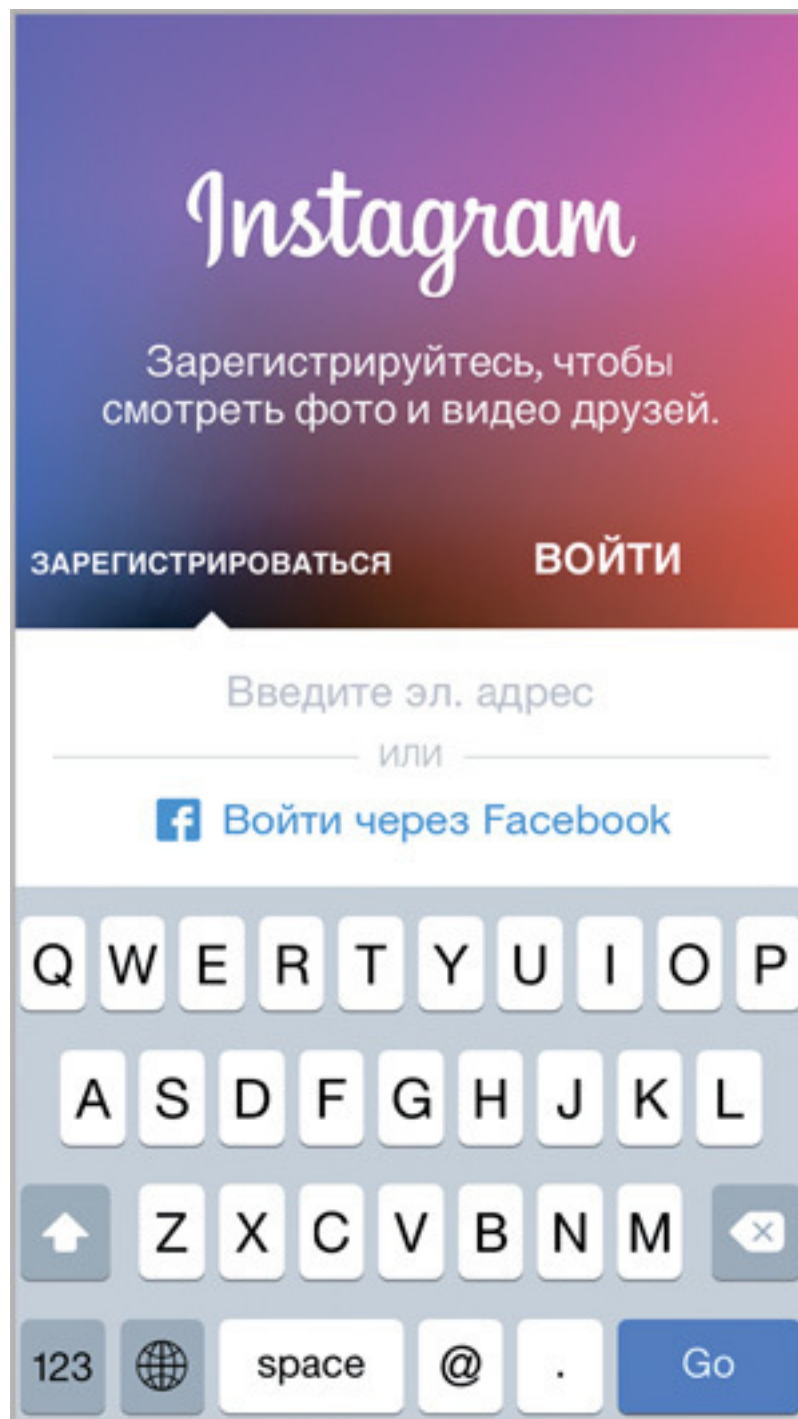 Instagram
Зарегистрируйтесь, чтобы
смотреть фото и видео друзей.
ЗАРЕГИСТРИРОВАТЬСЯ ВОЙТИ
Введите эл. адрес
или
Войти через Facebook
Q W E R T Y U I O P
A S D F G H J K L
Z X C V B N M
123 space @ . Go